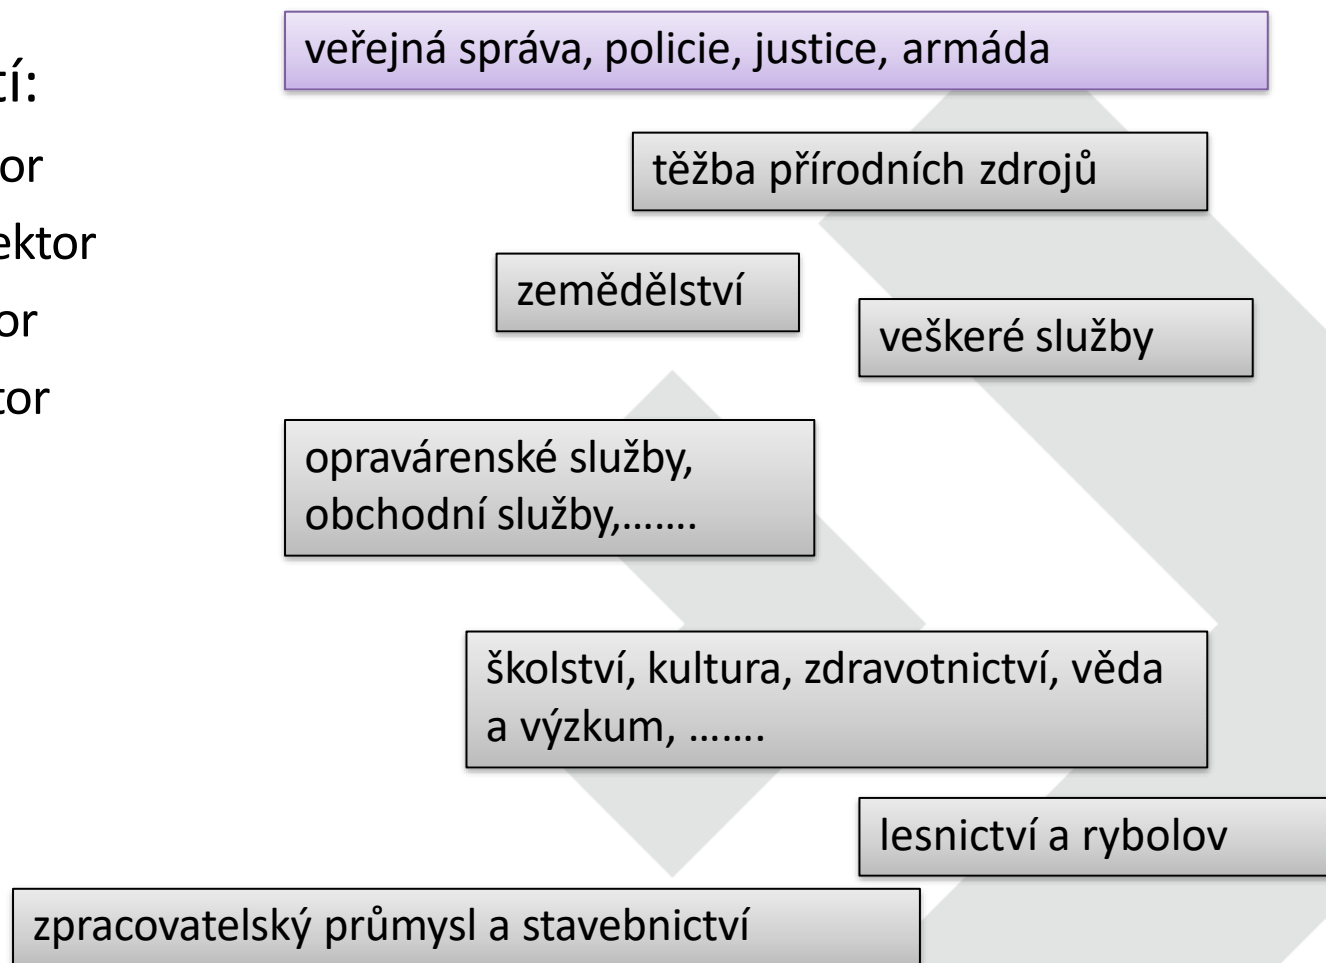 veřejná správa, policie, justice, armáda
tí:
or
těžba přírodních zdrojů
ektor
zemědělství
or
veškeré služby
tor
opravárenské služby,
obchodní služby,.......
školství, kultura, zdravotnictví, věda
a výzkum, .......
lesnictví a rybolov
zpracovatelský průmysl a stavebnictví